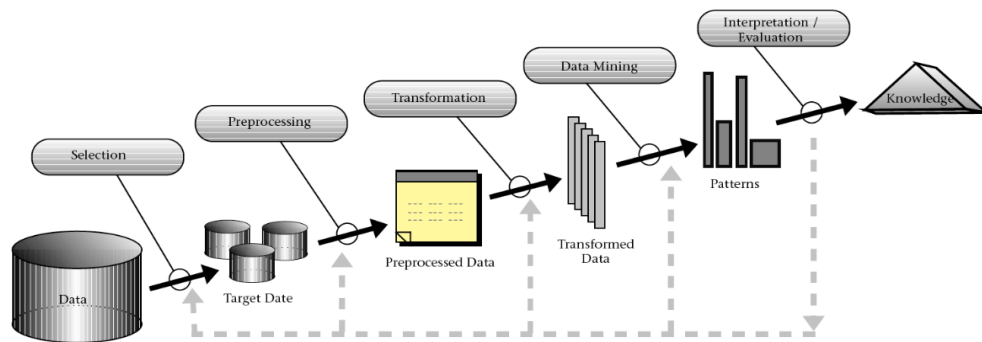 Interpretation /
Evaluation
Data Mining
Transformation
Preprocessing
Selection
Data
Target Date
Preprocessed Data
Transformed
Data
Patterns
Knowledge